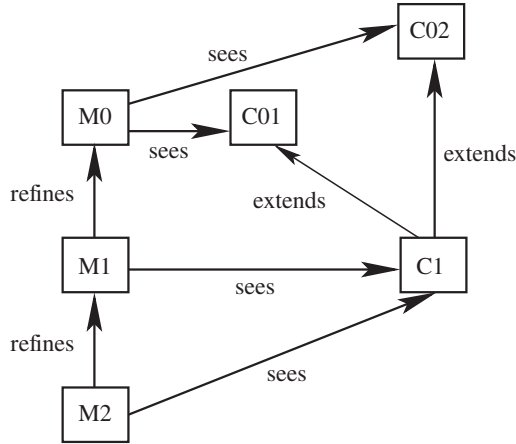 C02
sees
M0
C01
sees
extends
refines
extends
M1
C1
sees
refines
sees
M2